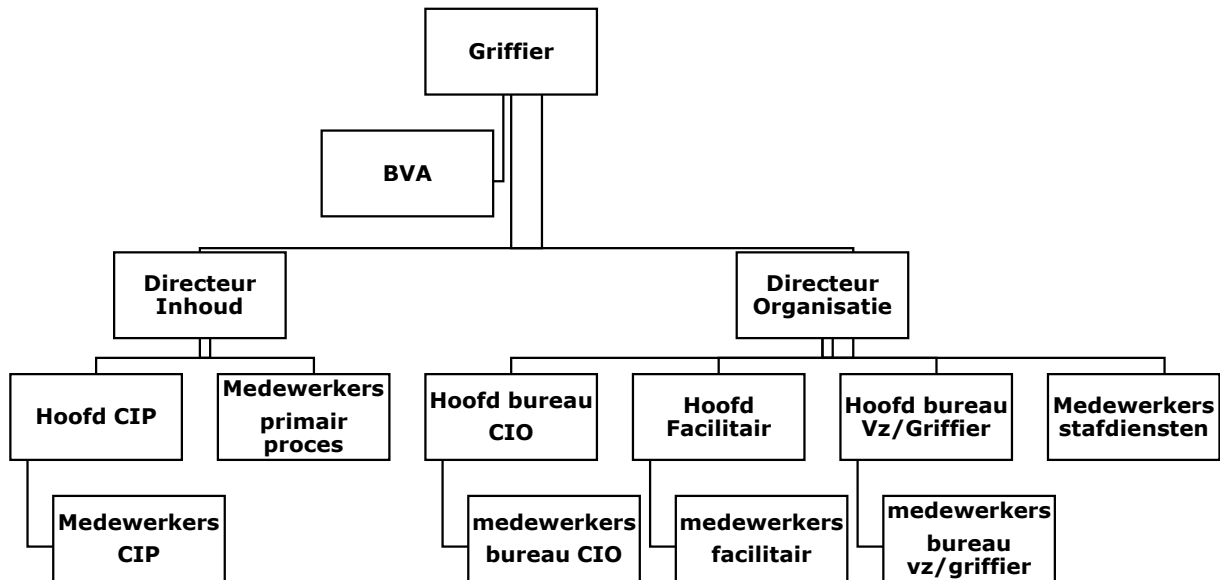 Griffier
BVA
Directeur
Inhoud
Directeur
Organisatie
Hoofd CIP
Medewerkers
primair
proces
Hoofd bureau
CIO
Hoofd
Facilitair
Hoofd bureau
Vz/Griffier
Medewerkers
stafdiensten
Medewerkers
CIP
medewerkers
bureau CIO
medewerkers
facilitair
medewerkers
bureau
vz/griffier